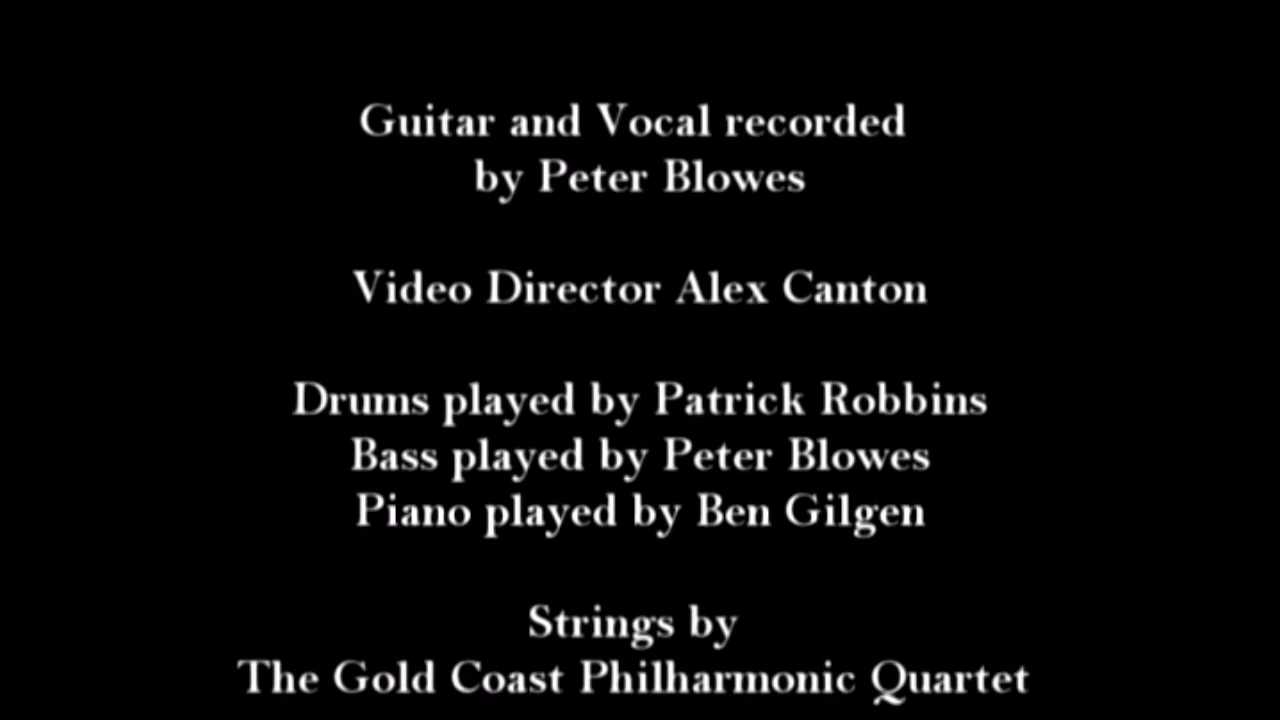 Guitar and Vocal recorded
by Peter Blowes
Video Director Alex Canton
Drums played by Patrick Robbins
Bass played by Peter Blowes
Piano played by Ben Gilgen
Strings by
The Gold Coast Philharmonic Quartet